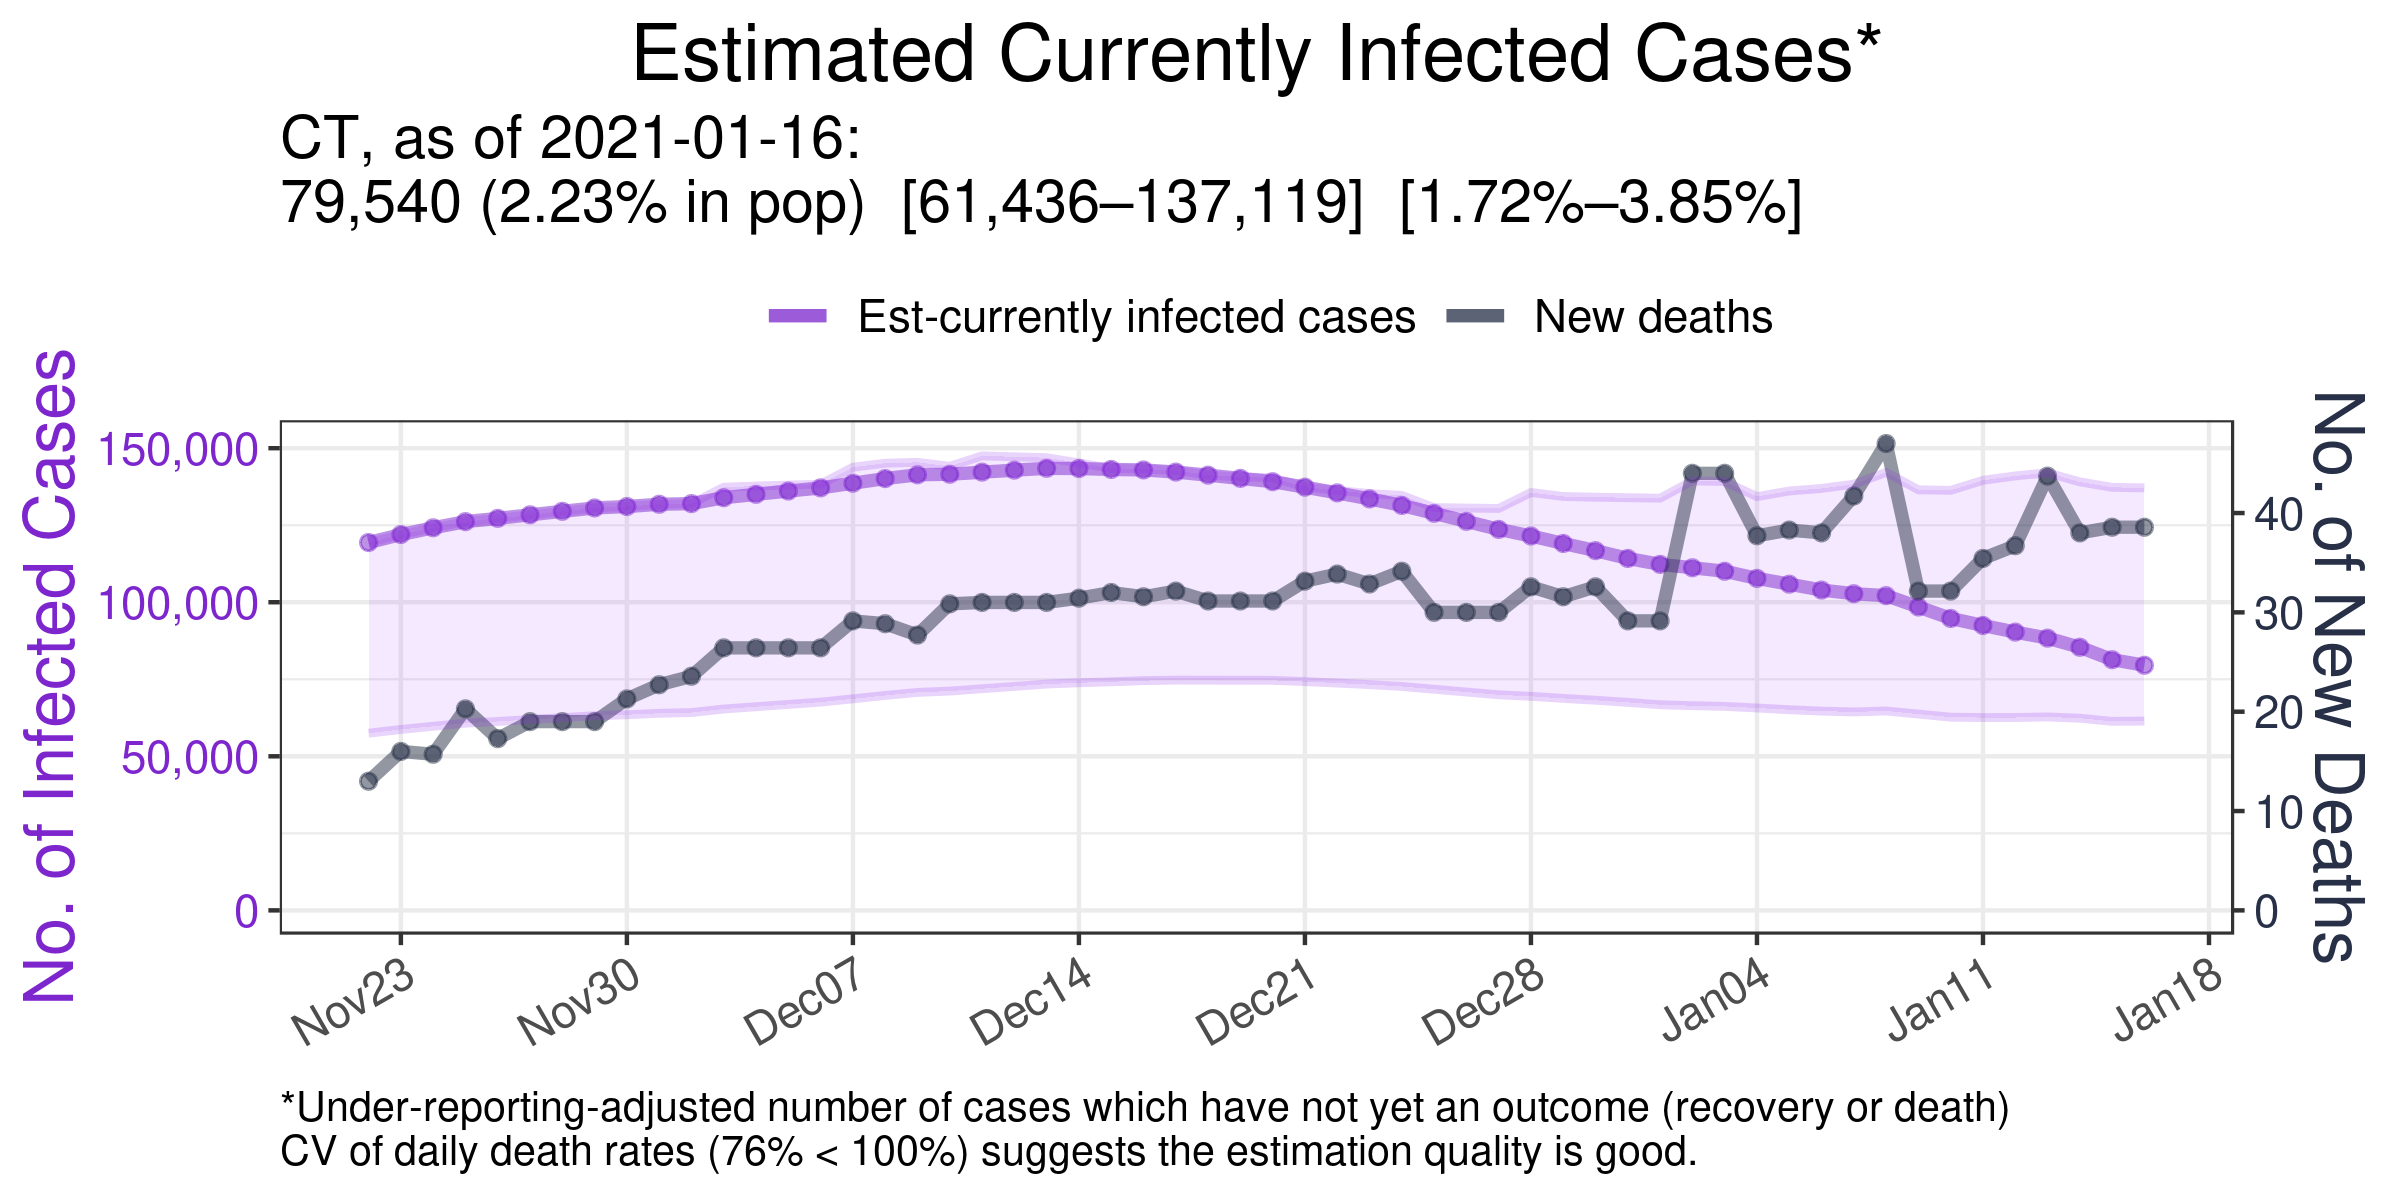 Estimated Currently Infected Cases*
CT, as of 2021-01-16:
79,540 (2.23% in pop)  [61,436–137,119]  [1.72%–3.85%]
Est-currently infected cases
New deaths
No. of Infected Cases
150,000
100,000
50,000
0
No. of New Deaths
40
30
20
10
0
Nov23
Nov30
Dec07
Dec14
Dec21
Dec28
Jan04
Jan11
Jan18
*Under-reporting-adjusted number of cases which have not yet an outcome (recovery or death)
CV of daily death rates (76% < 100%) suggests the estimation quality is good.